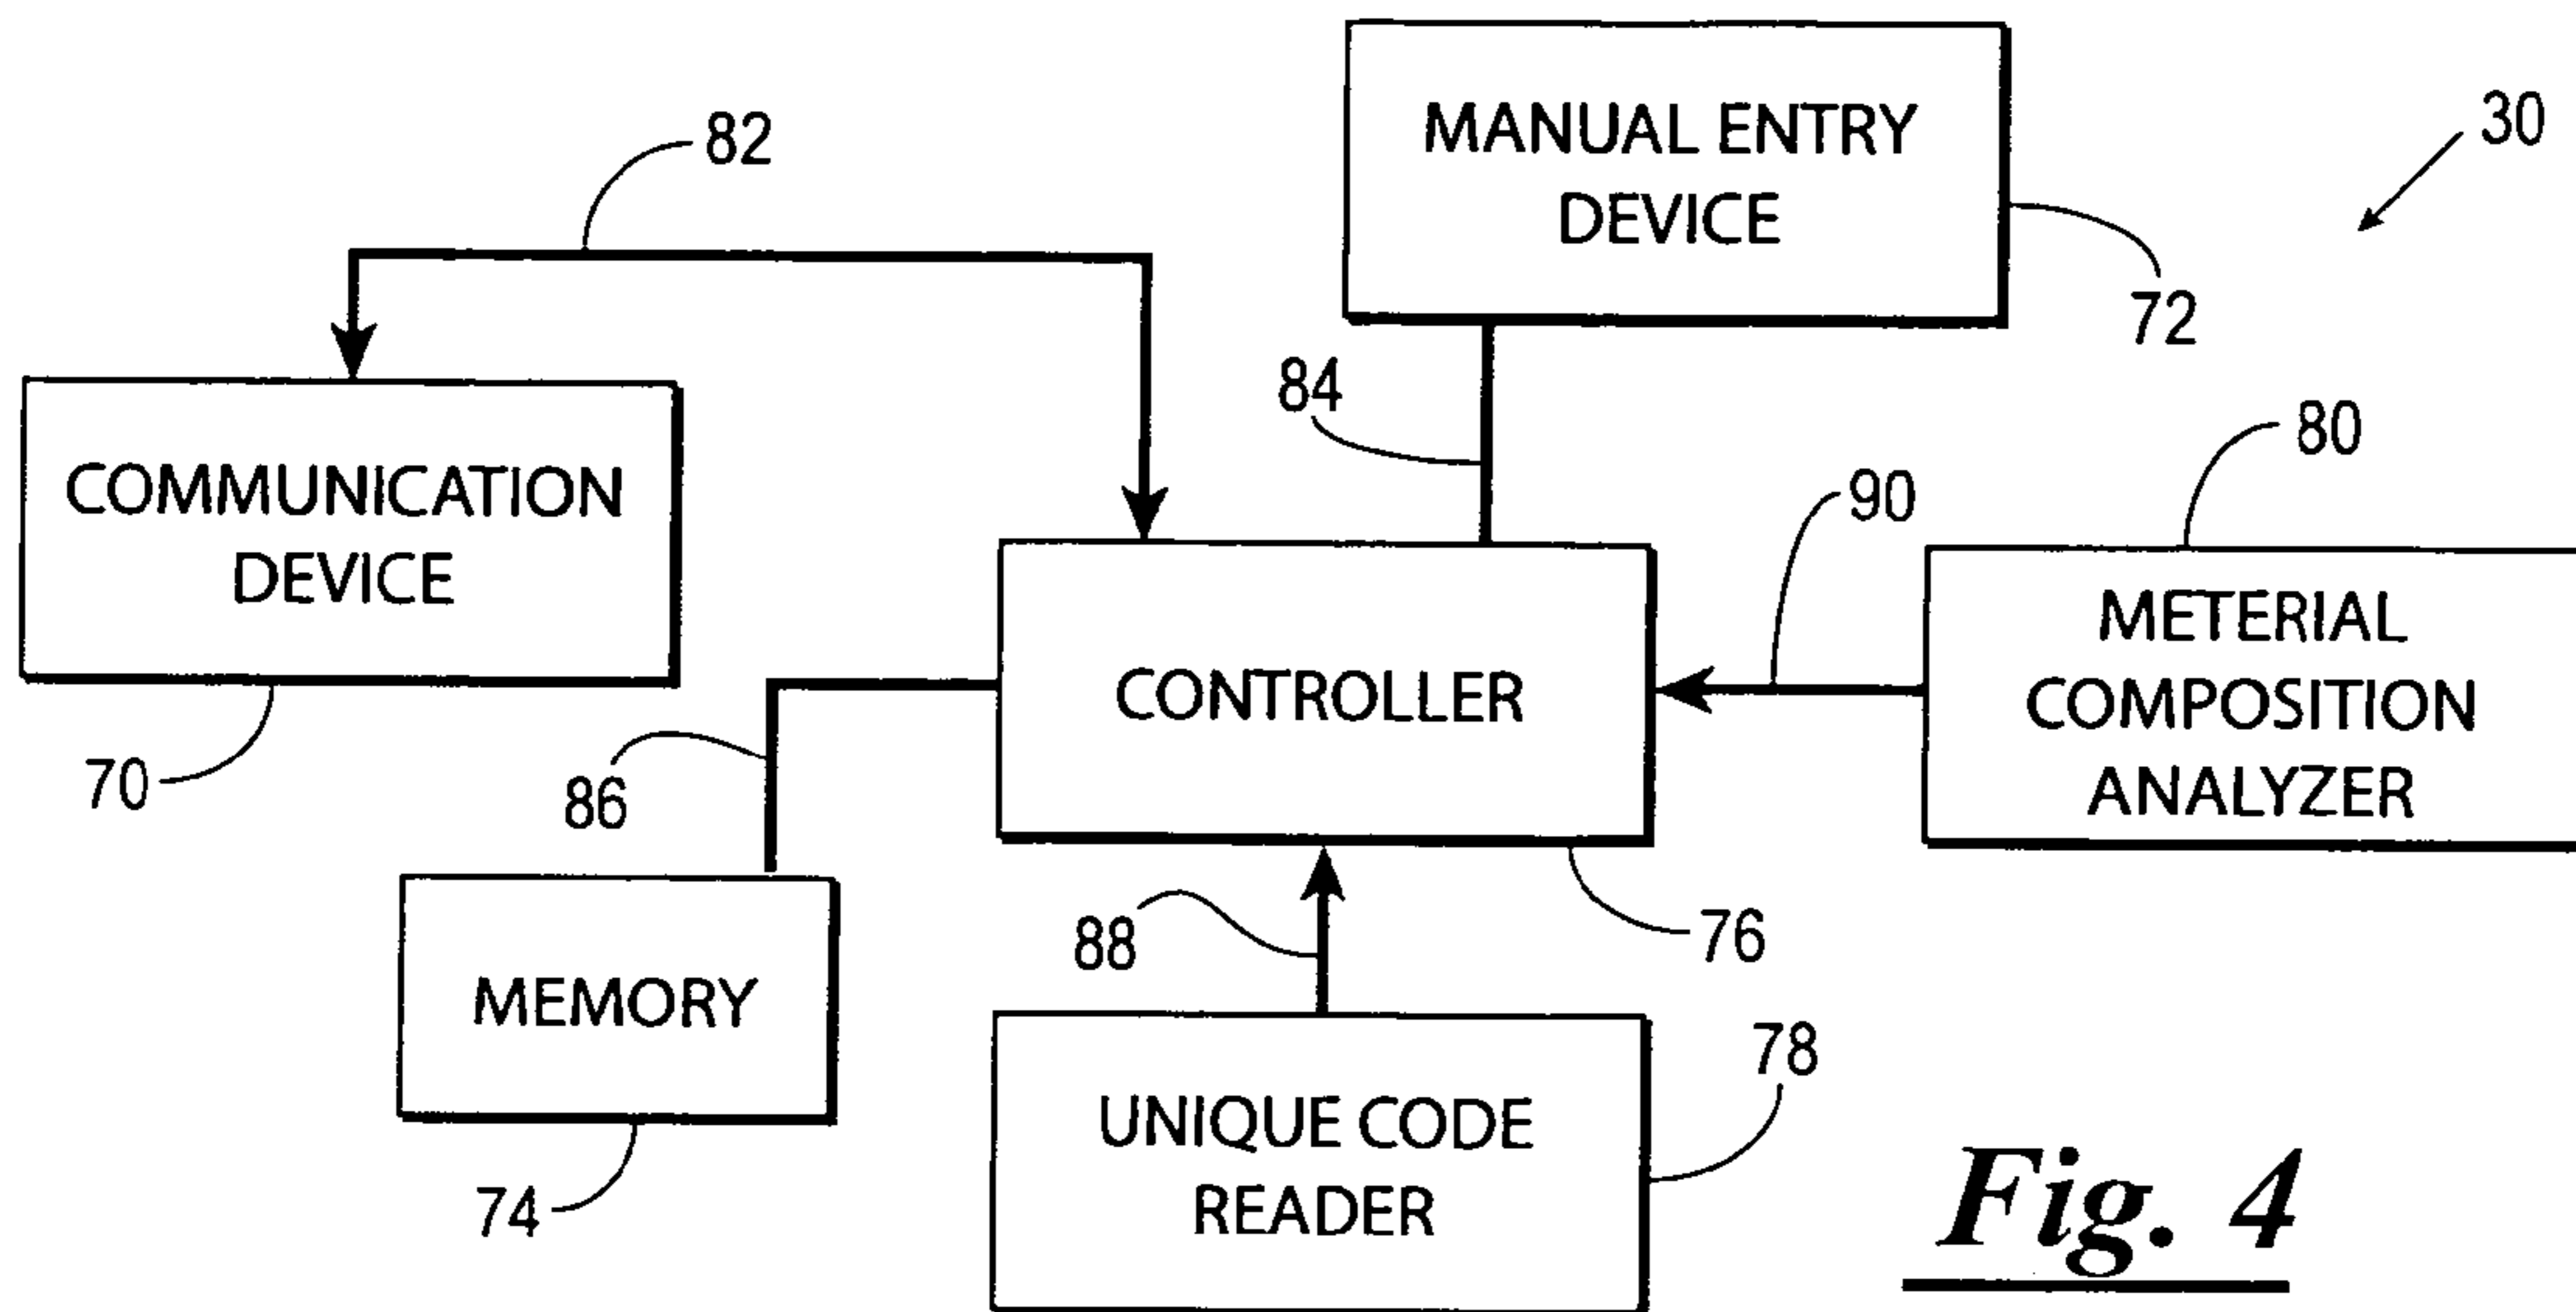 MANUAL ENTRY
DEVICE
30
82
72
84
80
90
COMMUNICATION
DEVICE
METERIAL
COMPOSITION
ANALYZER
CONTROLLER
70
86
88
76
MEMORY
74
UNIQUE CODE
READER
78
Fig. 4